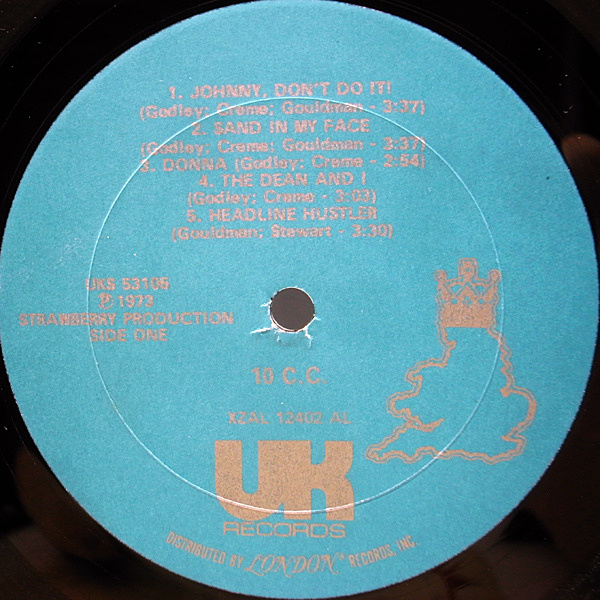 1. JOHNNY, DON'T DO IT!
(Godley; Creme; Gouldman - 3:37)
2. SAND IN MY FACE
(Godley; Creme; Gouldman - 3:37)
3. DONNA (Godley; Creme - 2:54)
4. THE DEAN AND I
(Godley; Creme - 3:03)
5. HEADLINE HUSTLER
(Gouldman; Stewart - 3:30)
UKS 53105
℗ 1973
STRAWBERRY PRODUCTION
SIDE ONE
10 C.C.
XZAL 12402 AL
UK
RECORDS
DISTRIBUTED BY LONDON™ RECORDS, INC.